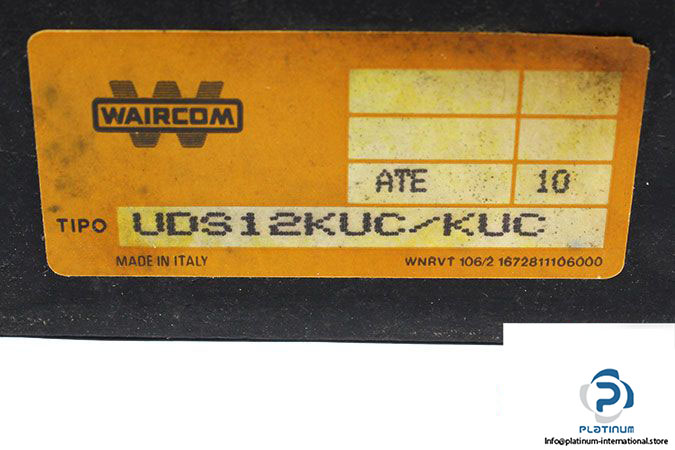 WAIRCOM
ATE 10
TIPO UDS12KUC/KUC
MADE IN ITALY WNRVT 106/2 1672811106000
PLATINUM
Info@platinum-international.store